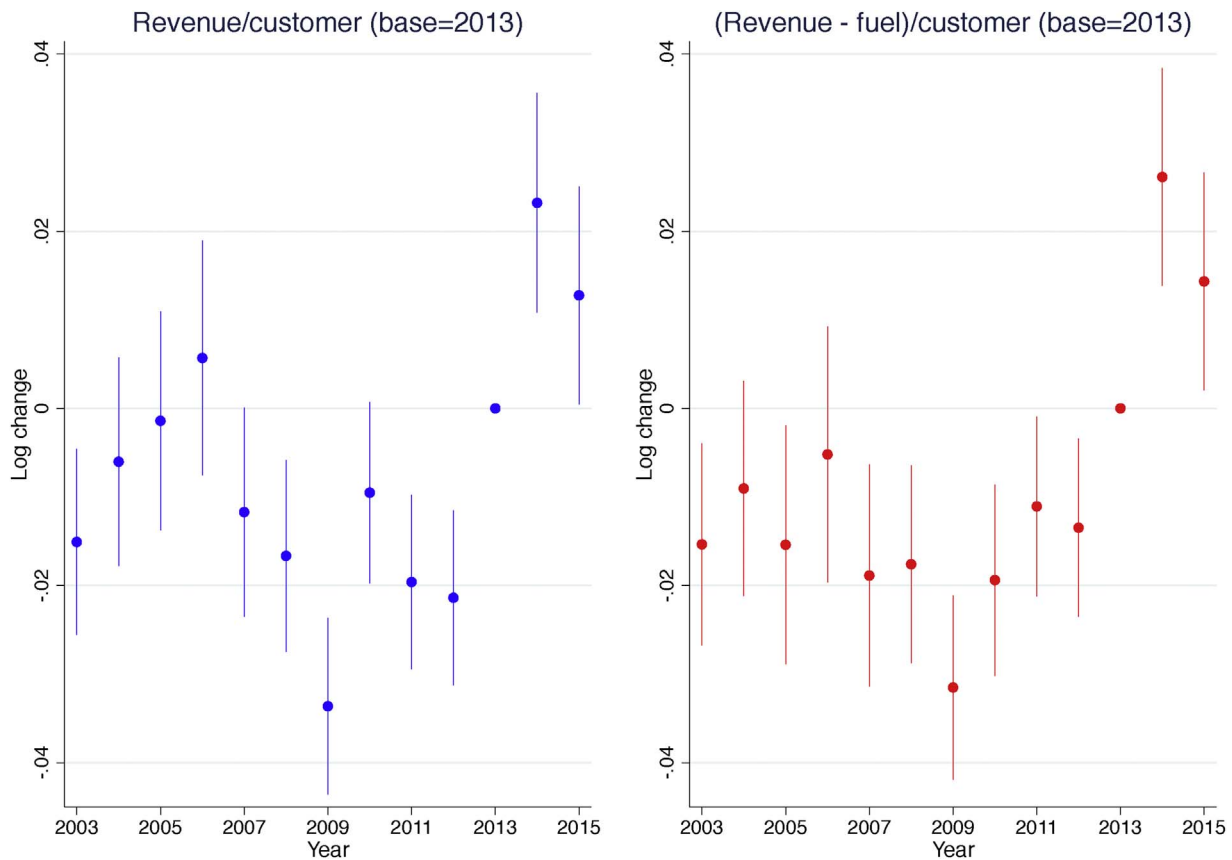 Revenue/customer (base=2013)
.04
.02
0
-.02
-.04
Log change
2003 2005 2007 2009 2011 2013 2015
Year
(Revenue - fuel)/customer (base=2013)
.04
.02
0
-.02
-.04
Log change
2003 2005 2007 2009 2011 2013 2015
Year